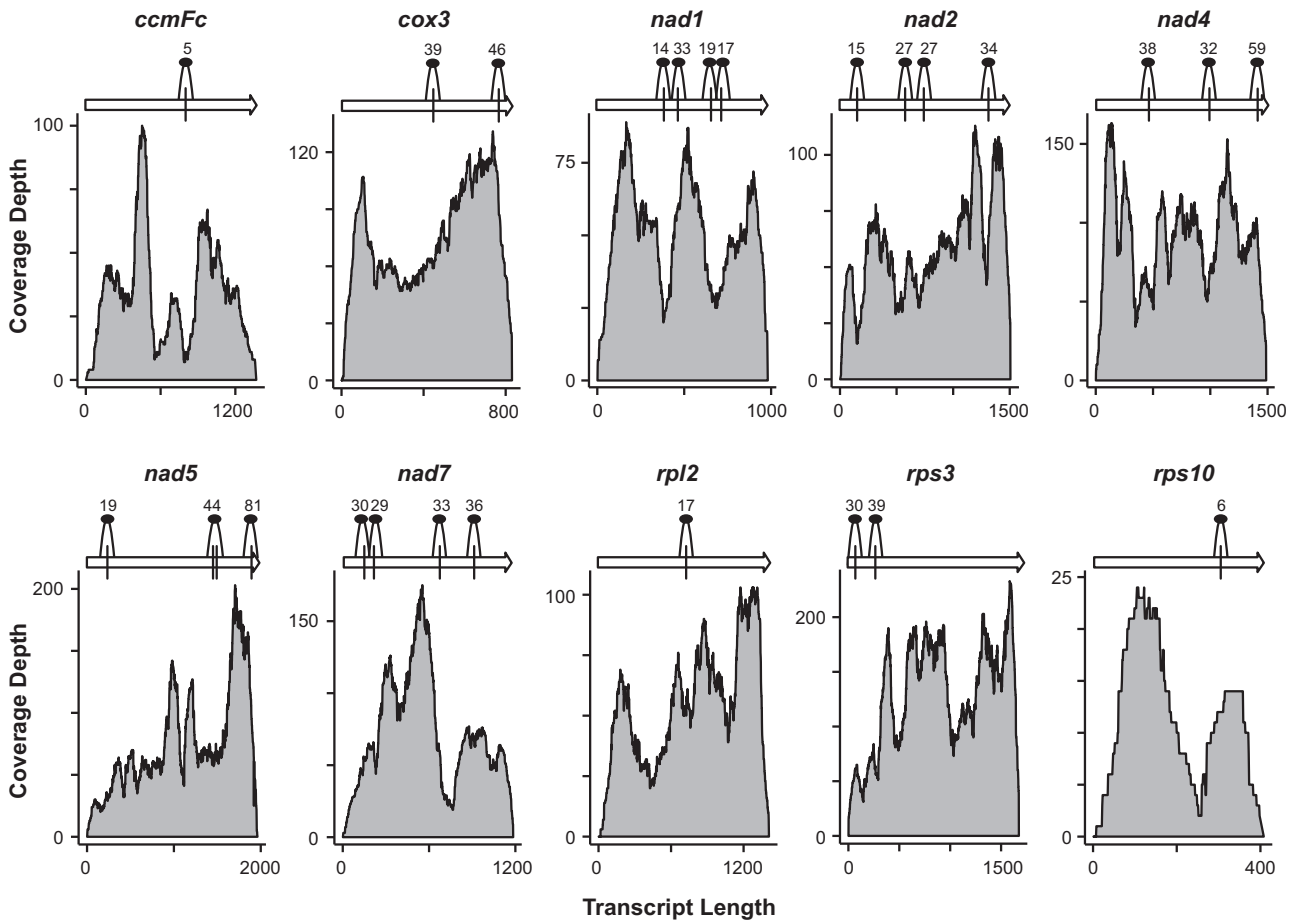 ccmFc cox3 nad1 nad2 nad4
5 39 46 14 33 19 17 15 27 27 34 38 32 59
100 120 75 100 150
Coverage Depth
0 0 0 0 0
0 1200 0 800 0 1000 0 1500 0 1500
nad5 nad7 rpl2 rps3 rps10
19 44 81 30 29 33 36 17 30 39 6
200 150 100 200 25
Coverage Depth
0 0 0 0 0
0 2000 0 1200 0 1200 0 1500 0 400
Transcript Length